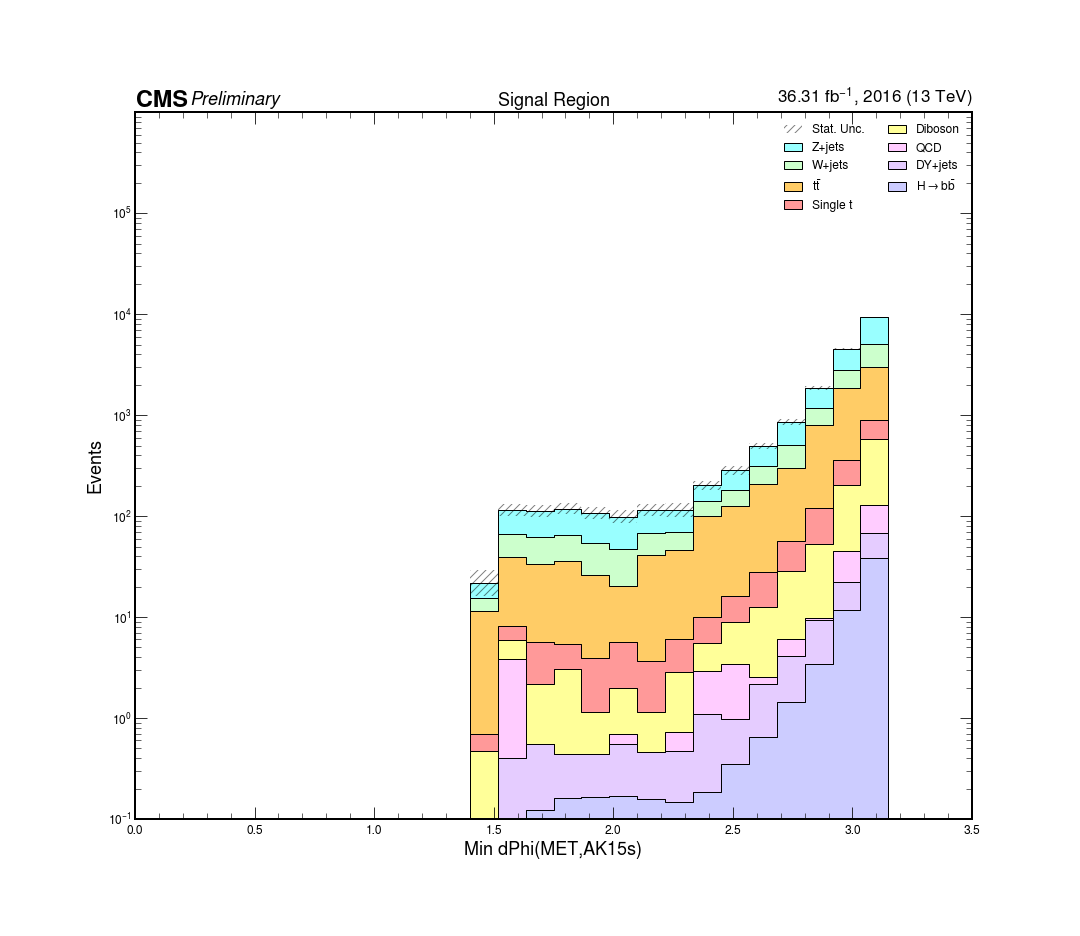 CMS Preliminary Signal Region 36.31 fb⁻¹, 2016 (13 TeV)
Stat. Unc. Diboson
Z+jets QCD
W+jets DY+jets
tt̄ H→bb̄
Single t
10⁵
10⁴
10³
10²
10¹
10⁰
10⁻¹
Events
0.0 0.5 1.0 1.5 2.0 2.5 3.0 3.5
Min dPhi(MET,AK15s)